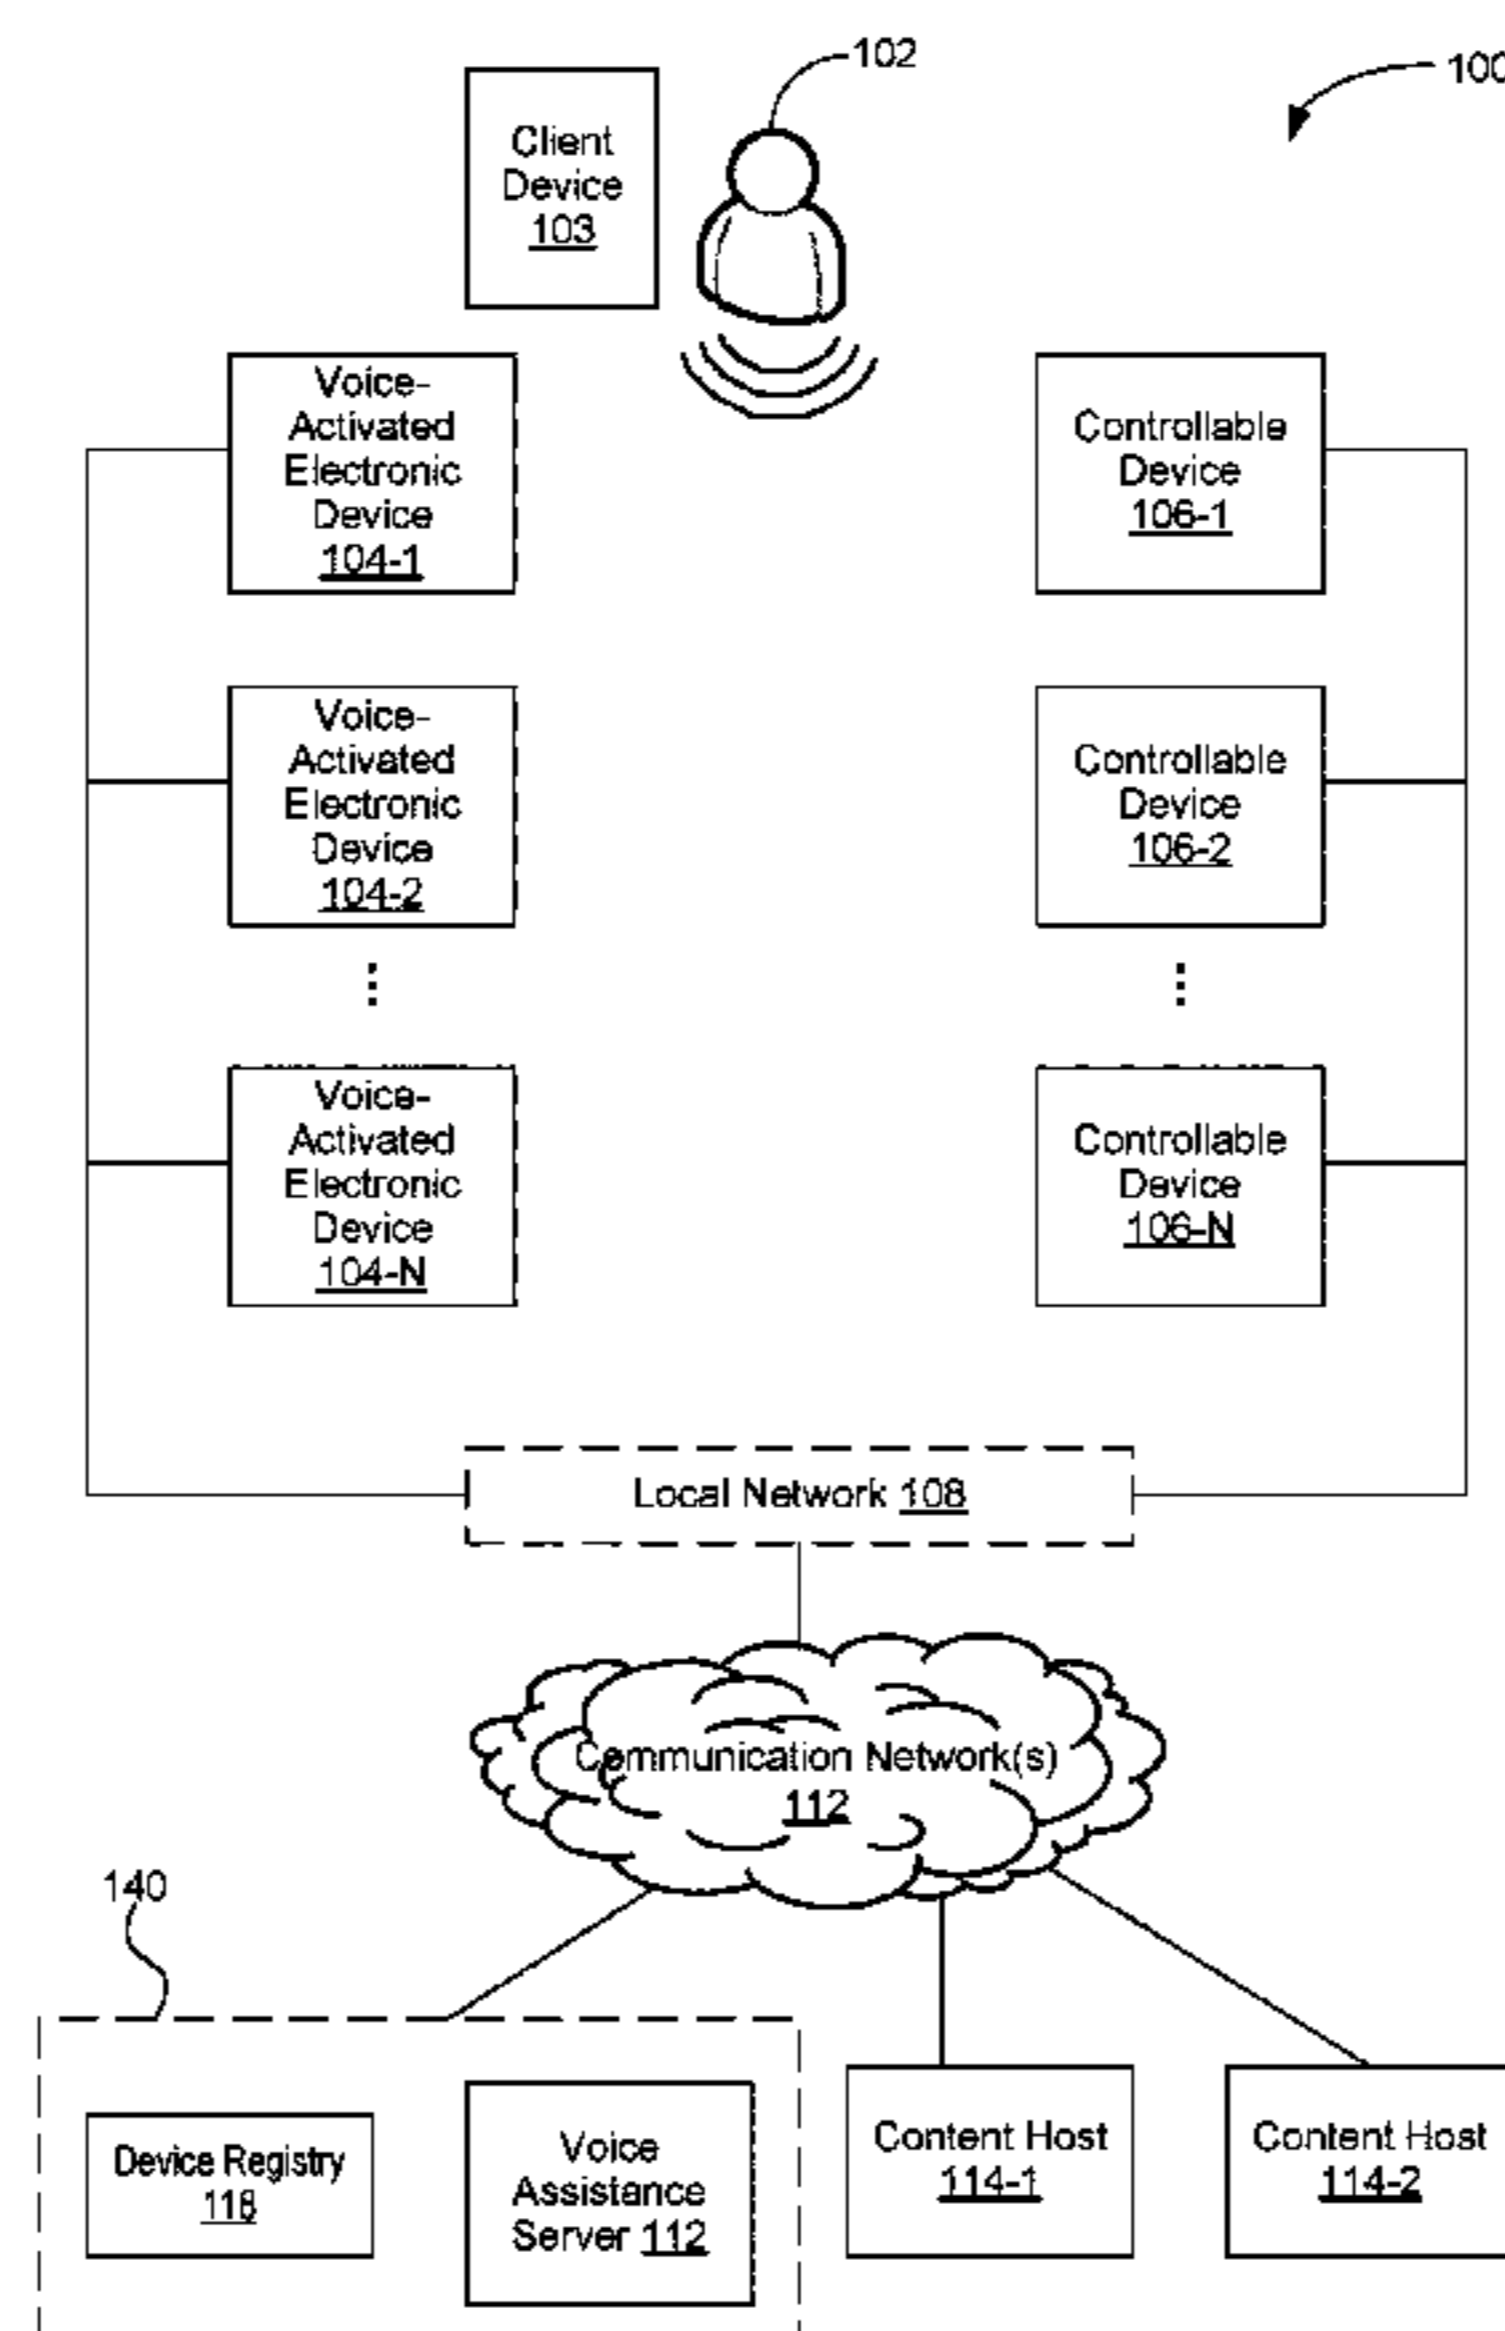 102
100
Client
Device
103
Voice-
Activated
Electronic
Device
104-1
Controllable
Device
106-1
Voice-
Activated
Electronic
Device
104-2
Controllable
Device
106-2
Voice-
Activated
Electronic
Device
104-N
Controllable
Device
106-N
Local Network 108
Communication Network(s)
112
140
Device Registry
118
Voice
Assistance
Server 112
Content Host
114-1
Content Host
114-2